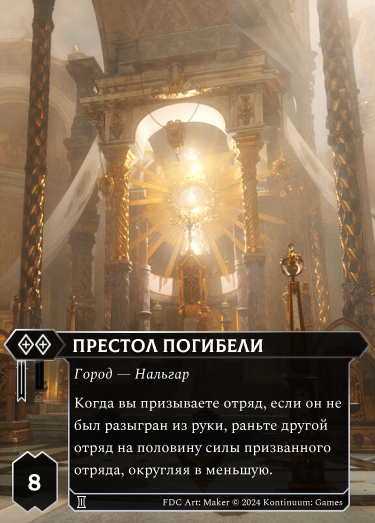 ПРЕСТОЛ ПОГИБЕЛИ
Город — Нальгар
Когда вы призываете отряд, если он не
был разыгран из руки, раньте другой
отряд на половину силы призванного
отряда, округляя в меньшую.
8
FDC Art: Maker © 2024 Kontinuum: Games